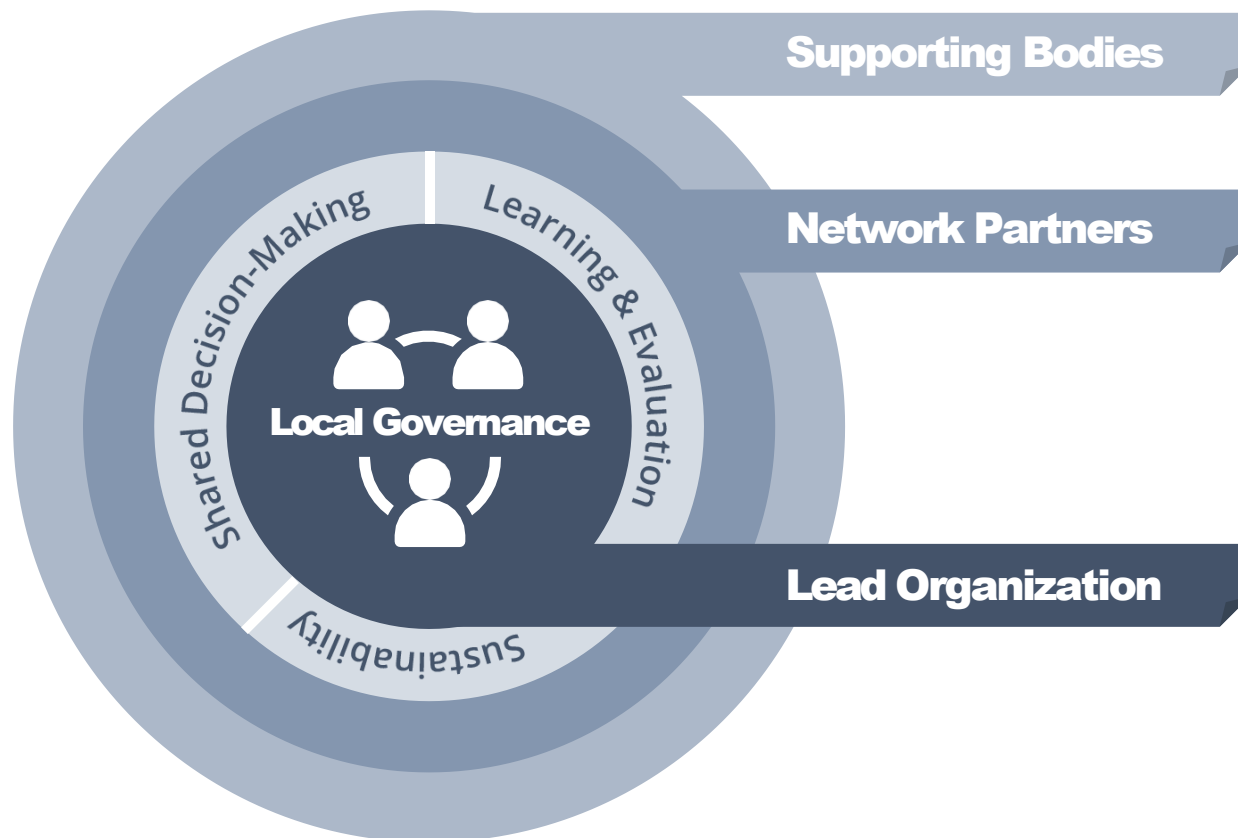 Supporting Bodies
Network Partners
Shared Decision-Making
Learning & Evaluation
Local Governance
Lead Organization
Sustainability